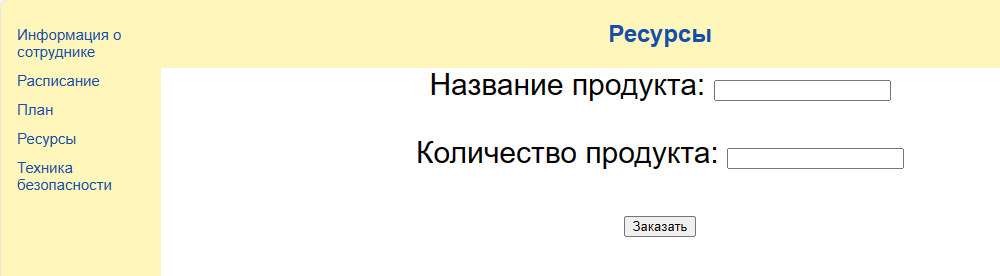 Информация о
сотруднике
Расписание
План
Ресурсы
Техника
безопасности
Ресурсы
Название продукта:
Количество продукта:
Заказать